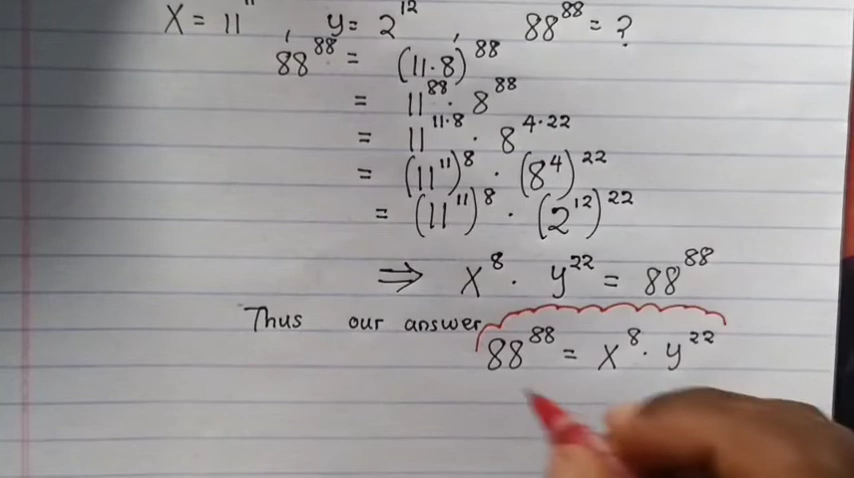 X = 11^11 , y = 2^12 , 88^88 = ?
88^88 = (11·8)^88
= 11^88 · 8^88
= 11^11·8 · 8^4·22
= (11^11)^8 · (8^4)^22
= (11^11)^8 · (2^12)^22
⇒ X^8 · y^22 = 88^88
Thus our answer
88^88 = X^8 · y^22